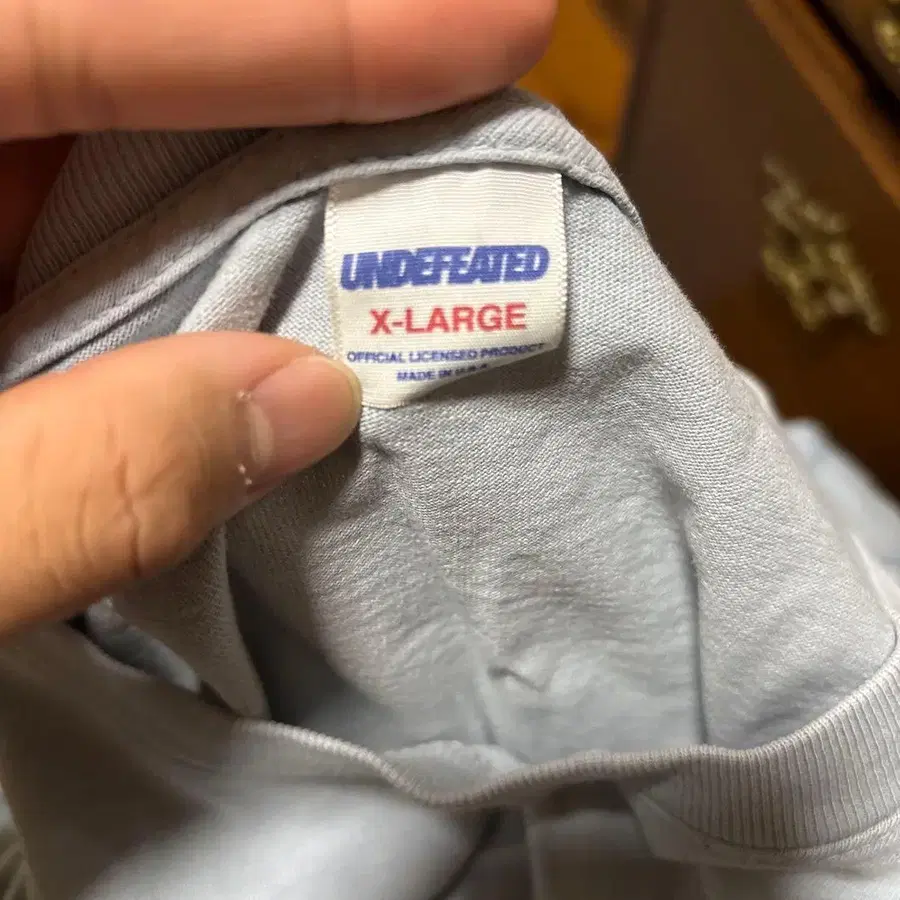 UNDEFEATED
X-LARGE
OFFICIAL LICENSED PRODUCT
MADE IN U.S.A